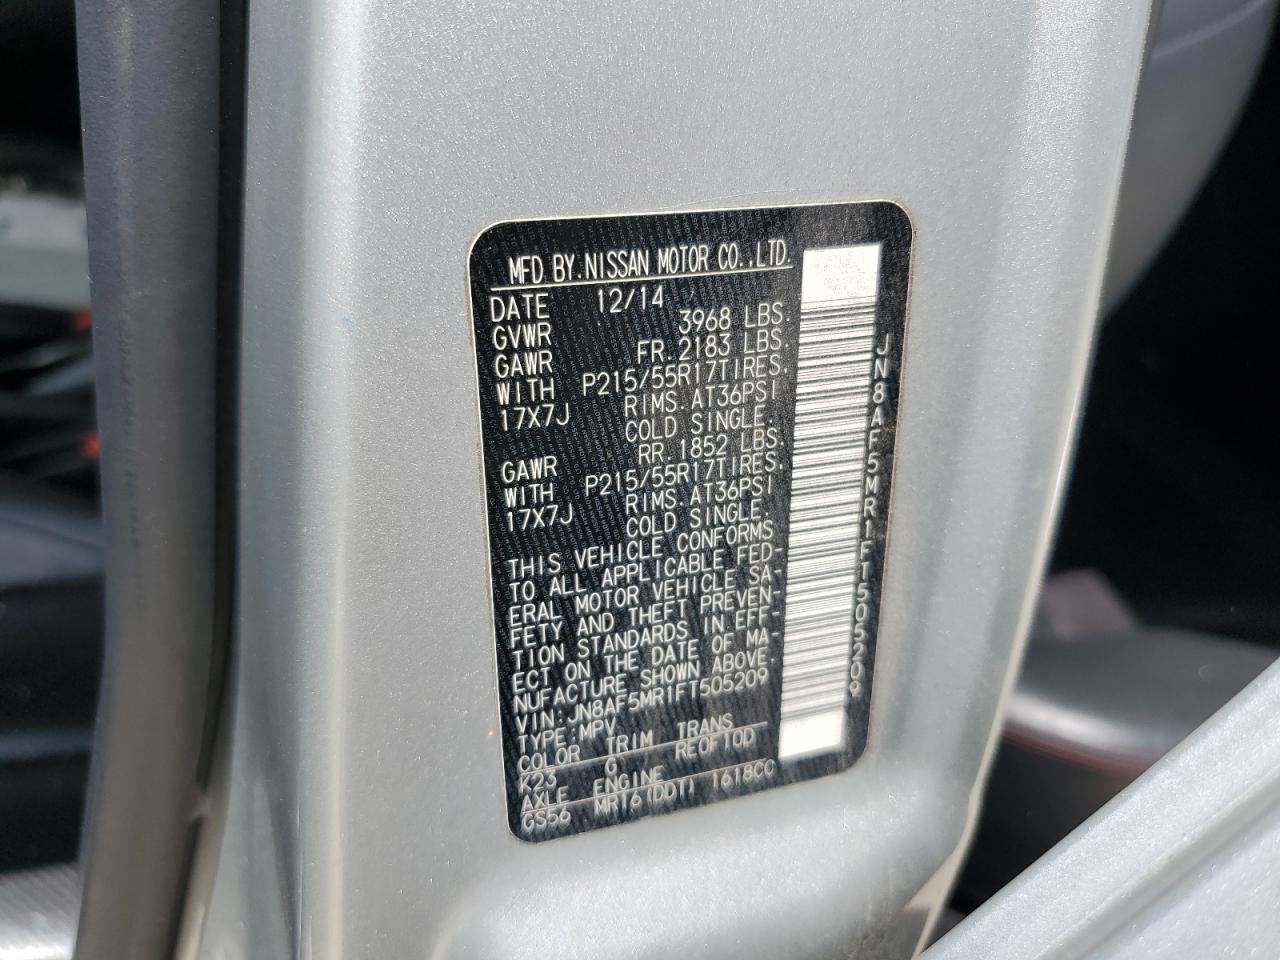 MFD.BY.NISSAN MOTOR CO.,LTD.
DATE 12/14
GVWR 3968 LBS.
GAWR FR.2183 LBS.
WITH P215/55R17TIRES.
17X7J RIMS.AT36PSI
COLD SINGLE.
GAWR RR.1852 LBS.
WITH P215/55R17TIRES.
17X7J RIMS.AT36PSI
COLD SINGLE.
THIS VEHICLE CONFORMS
TO ALL APPLICABLE FED-
ERAL MOTOR VEHICLE SA-
FETY AND THEFT PREVEN-
TION STANDARDS IN EFF-
ECT ON THE DATE OF MA-
NUFACTURE SHOWN ABOVE.
VIN:JN8AF5MR1FT505209
TYPE:MPV
COLOR TRIM TRANS
K23 G RE0F10D
AXLE ENGINE
GS56 MR16(DDT) 1618CC
JN8AF5MR1FT505209